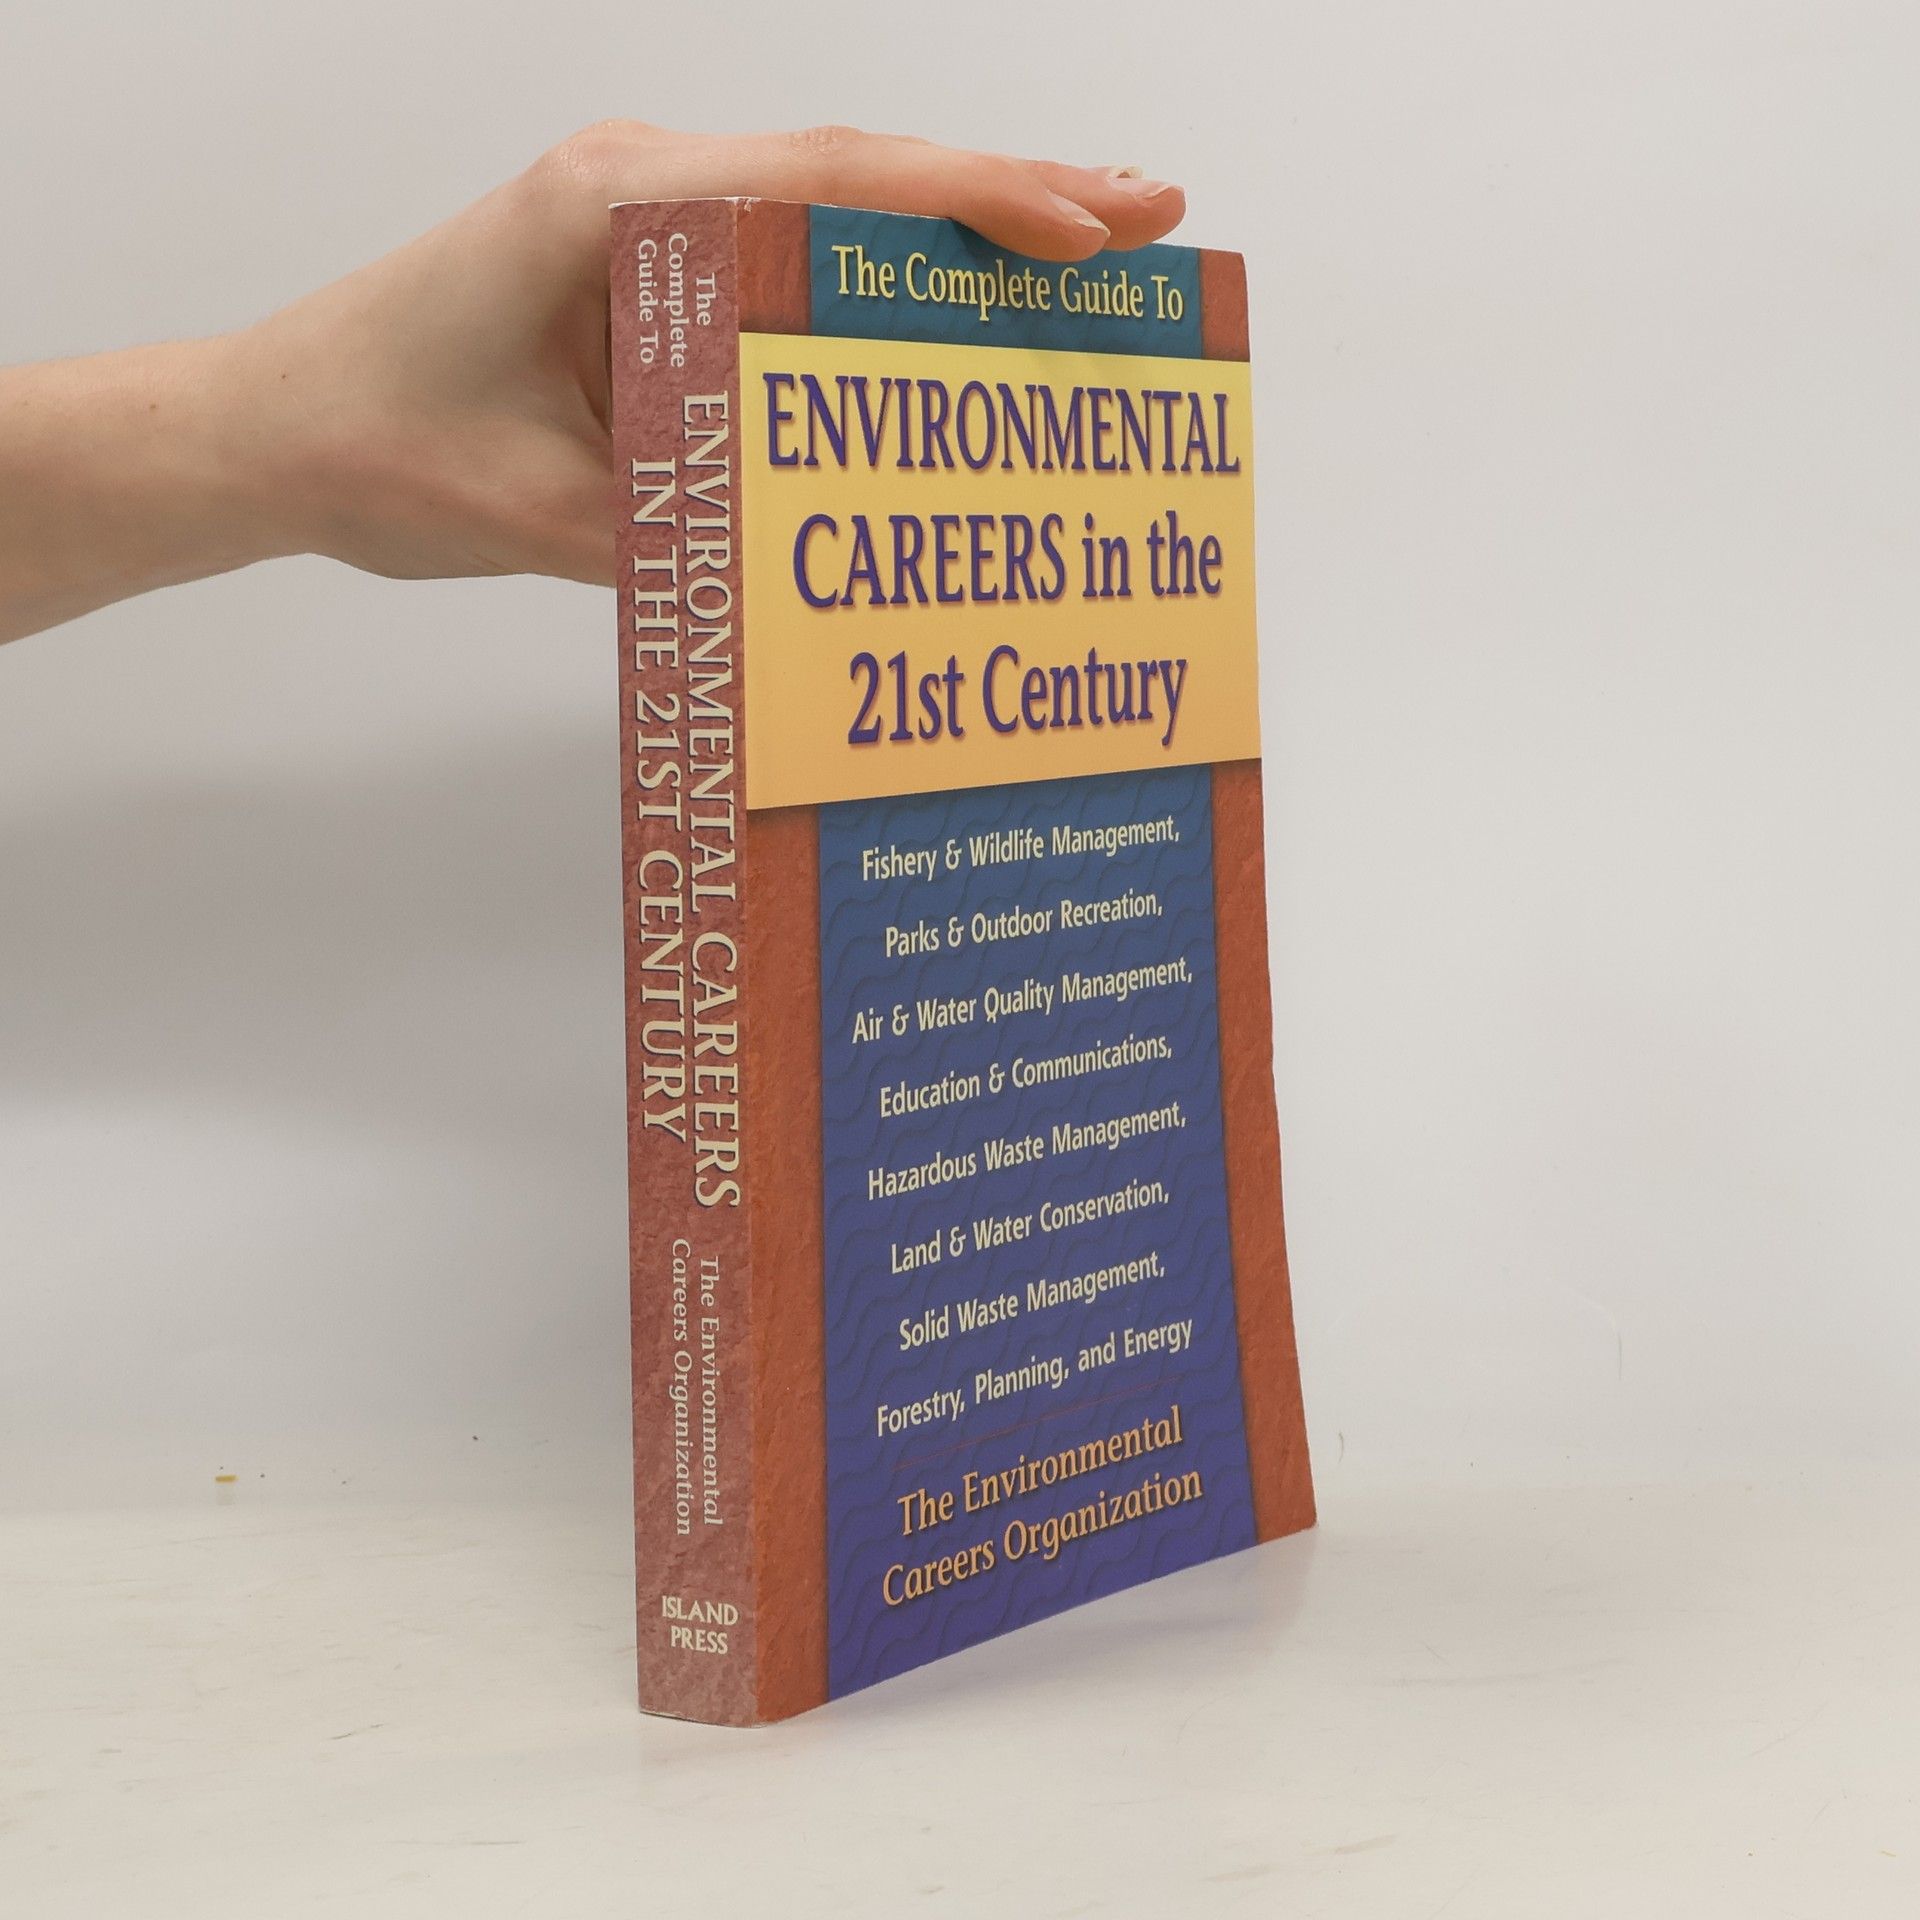 The
Complete
Guide To
ENVIRONMENTAL CAREERS
IN THE 21ST CENTURY
The Environmental
Careers Organization
ISLAND
PRESS
The Complete Guide To
ENVIRONMENTAL
CAREERS in the
21st Century
Fishery & Wildlife Management,
Parks & Outdoor Recreation,
Air & Water Quality Management,
Education & Communications,
Hazardous Waste Management,
Land & Water Conservation,
Solid Waste Management,
Forestry, Planning, and Energy
The Environmental
Careers Organization